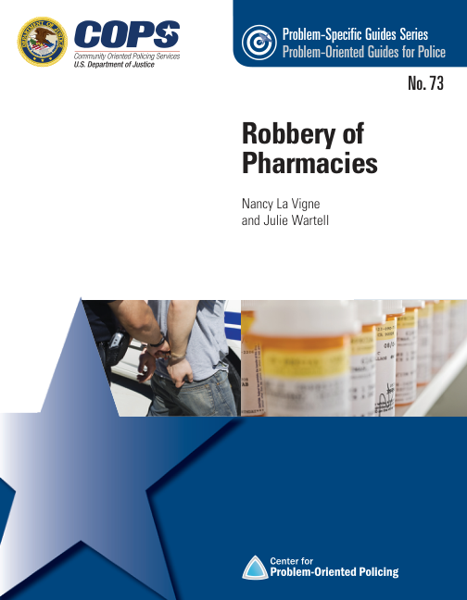 COPS
Community Oriented Policing Services
U.S. Department of Justice
Problem-Specific Guides Series
Problem-Oriented Guides for Police
No. 73
Robbery of
Pharmacies
Nancy La Vigne
and Julie Wartell
Center for
Problem-Oriented Policing